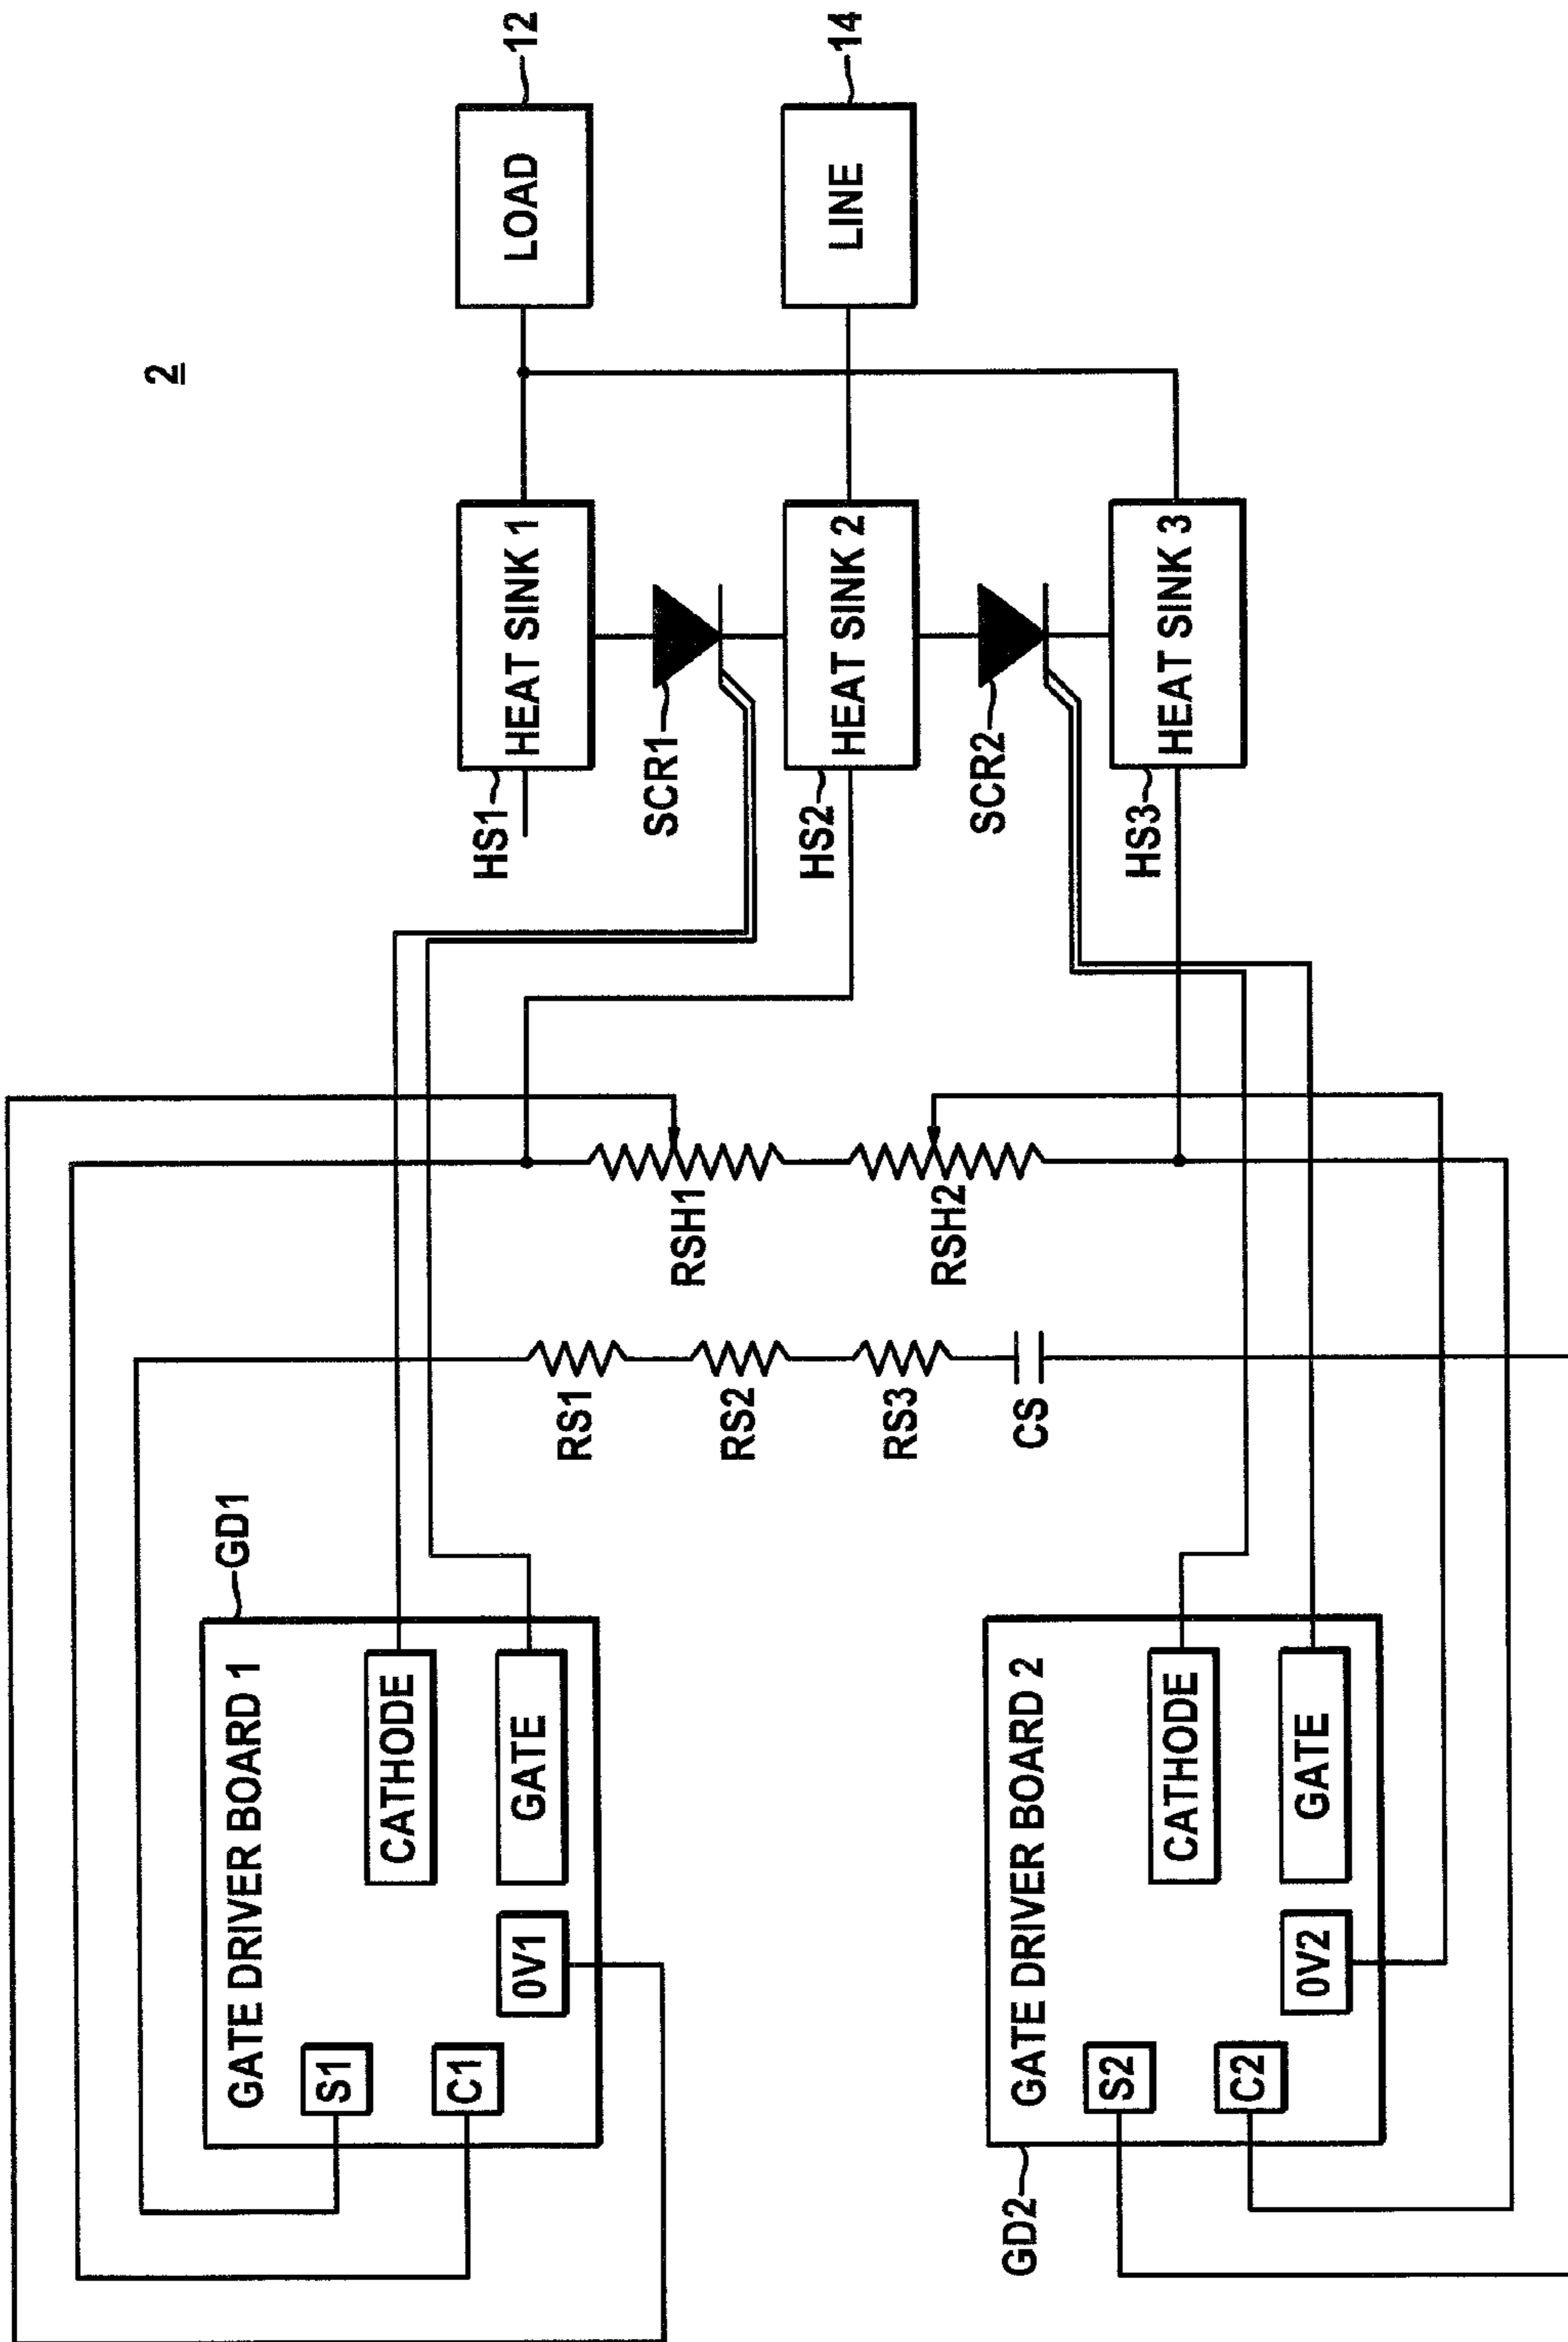 2
GATE DRIVER BOARD 1
GD1
S1
C1
0V1
CATHODE
GATE
RS1
RS2
RS3
CS
RSH1
RSH2
HS1
HEAT SINK 1
LOAD
12
SCR1
HS2
HEAT SINK 2
LINE
14
SCR2
HS3
HEAT SINK 3
GATE DRIVER BOARD 2
GD2
S2
C2
0V2
CATHODE
GATE